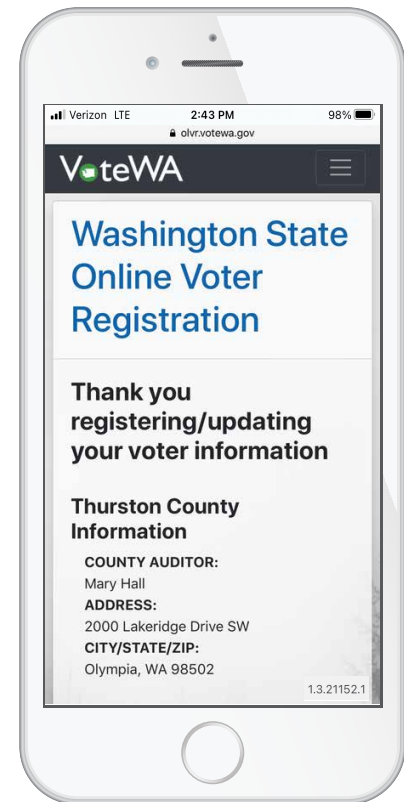 Verizon LTE 2:43 PM 98%
olvr.votewa.gov
VoteWA
Washington State
Online Voter
Registration
Thank you
registering/updating
your voter information
Thurston County
Information
COUNTY AUDITOR:
Mary Hall
ADDRESS:
2000 Lakeridge Drive SW
CITY/STATE/ZIP:
Olympia, WA 98502
1.3.21152.1